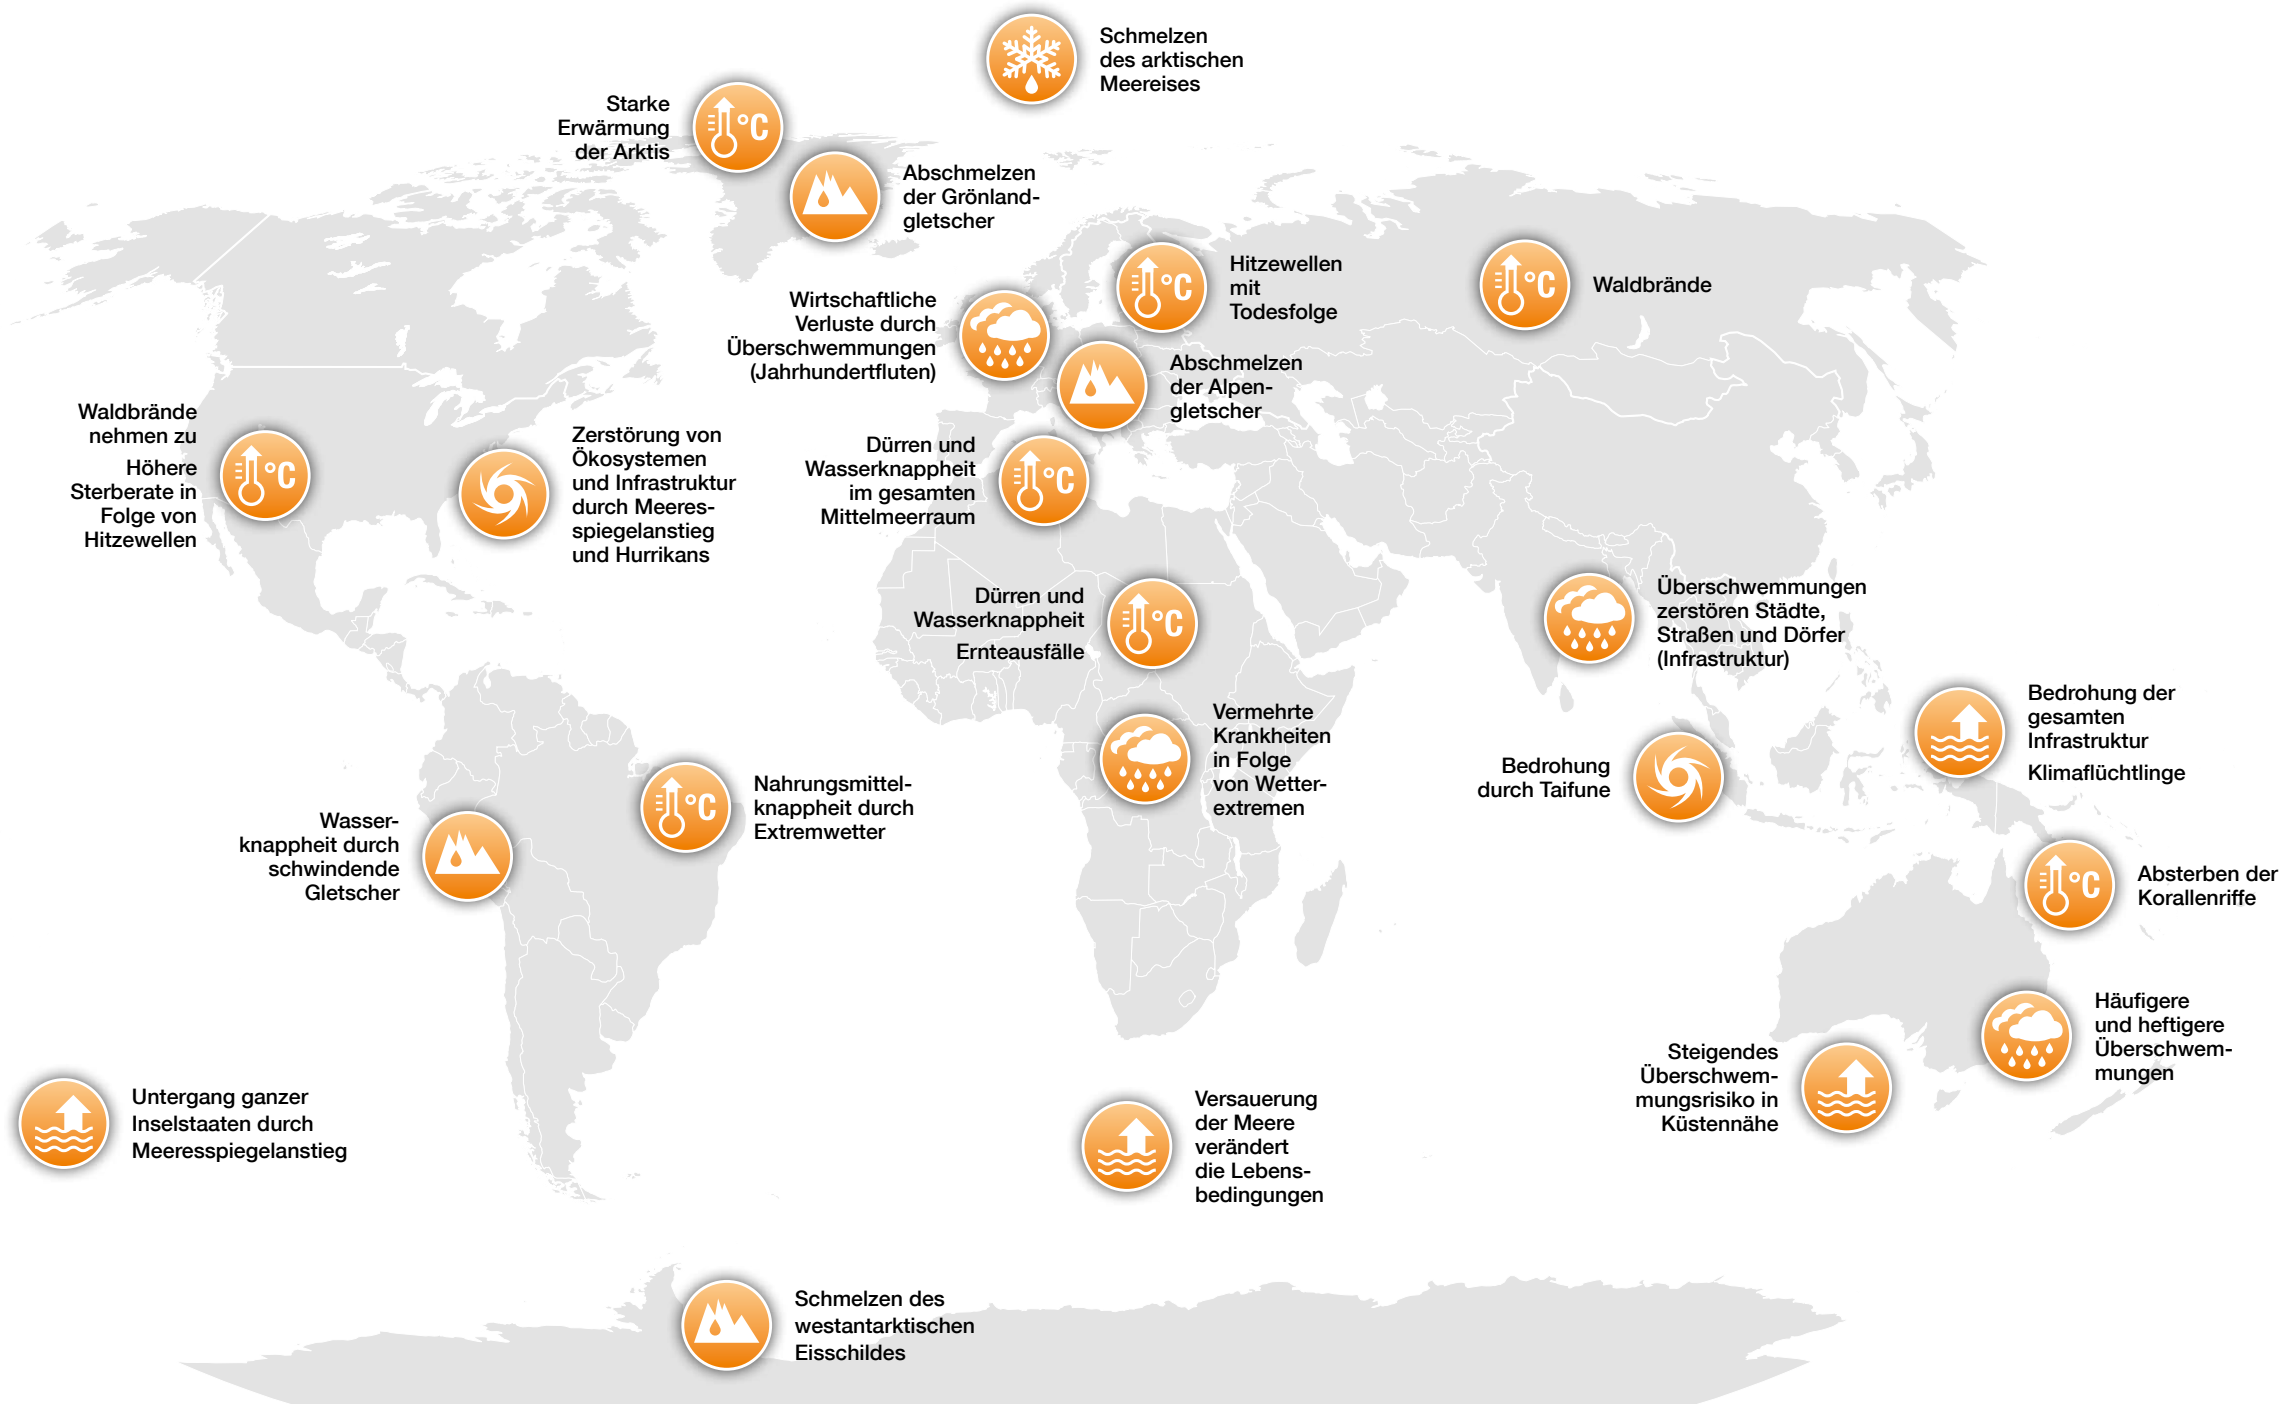 Schmelzen
des arktischen
Meereises
Starke
Erwärmung
der Arktis
°C
Abschmelzen
der Grönland-
gletscher
Hitzewellen
mit
Todesfolge
°C
Waldbrände
°C
Wirtschaftliche
Verluste durch
Überschwemmungen
(Jahrhundertfluten)
Abschmelzen
der Alpen-
gletscher
Waldbrände
nehmen zu
Höhere
Sterberate in
Folge von
Hitzewellen
°C
Zerstörung von
Ökosystemen
und Infrastruktur
durch Meeres-
spiegelanstieg
und Hurrikans
Dürren und
Wasserknappheit
im gesamten
Mittelmeerraum
°C
Dürren und
Wasserknappheit
Ernteausfälle
°C
Überschwemmungen
zerstören Städte,
Straßen und Dörfer
(Infrastruktur)
Vermehrte
Krankheiten
in Folge
von Wetter-
extremen
Bedrohung der
gesamten
Infrastruktur
Klimaflüchtlinge
Bedrohung
durch Taifune
Nahrungsmittel-
knappheit durch
Extremwetter
°C
Wasser-
knappheit durch
schwindende
Gletscher
Absterben der
Korallenriffe
°C
Häufigere
und heftigere
Überschwem-
mungen
Steigendes
Überschwem-
mungsrisiko in
Küstennähe
Untergang ganzer
Inselstaaten durch
Meeresspiegelanstieg
Versauerung
der Meere
verändert
die Lebens-
bedingungen
Schmelzen des
westantarktischen
Eisschildes